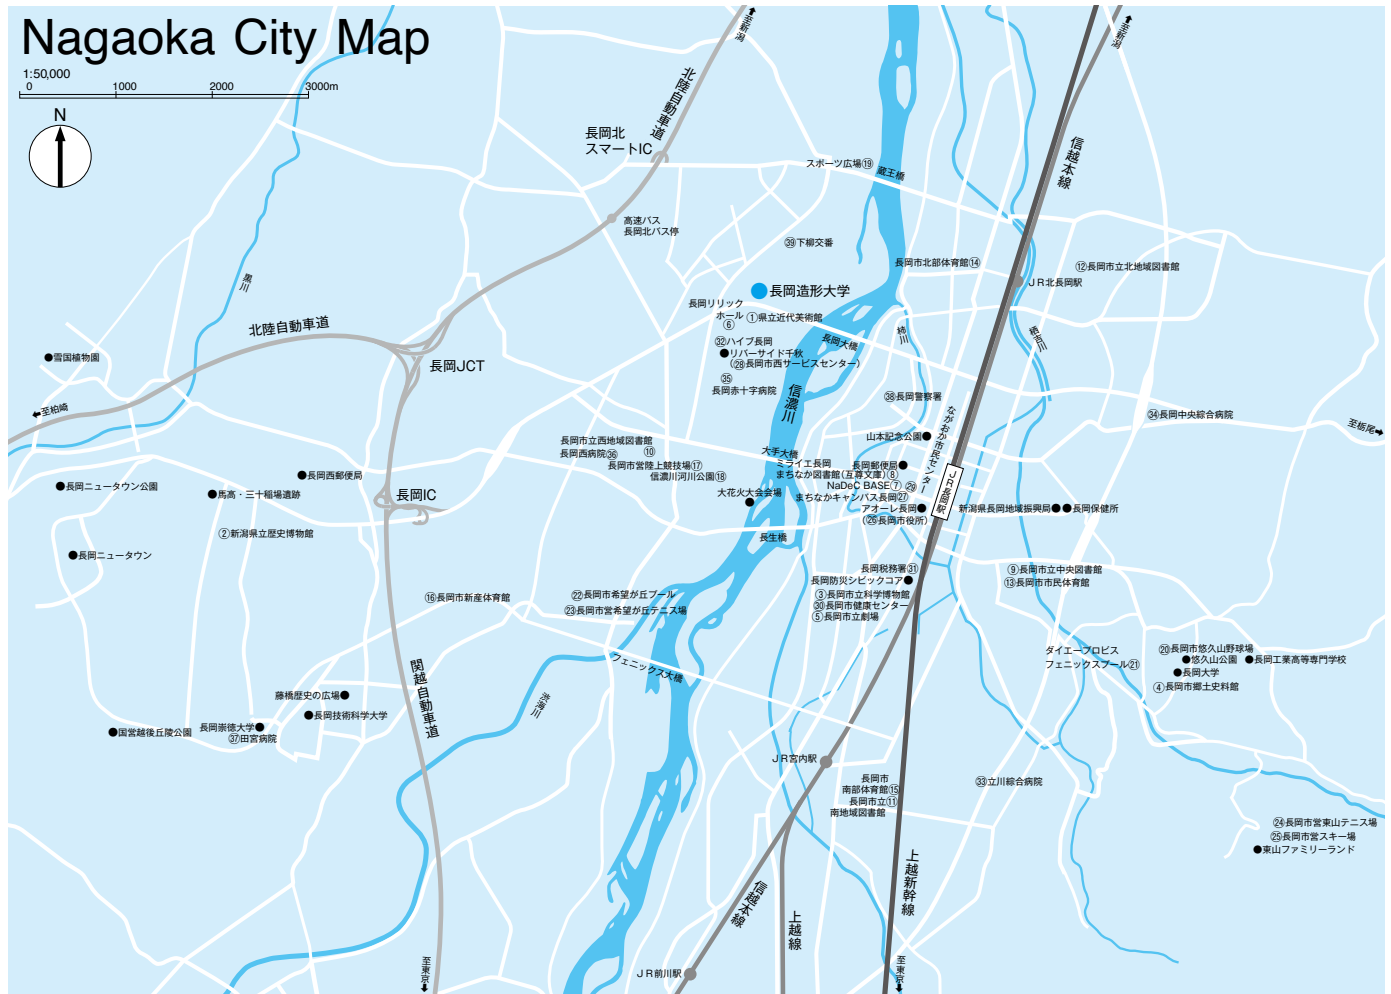 Nagaoka City Map
1:50,000
0 1000 2000 3000m
N
至新潟
至新潟
北陸自動車道
長岡北
スマートIC
信越本線
スポーツ広場⑲
蔵王橋
高速バス
長岡北バス停
㊴下柳交番
長岡市北部体育館⑭
⑫長岡市立北地域図書館
JR北長岡駅
黒川
長岡造形大学
長岡リリック
ホール
⑥
①県立近代美術館
北陸自動車道
柿川
栖吉川
長岡大橋
㉜ハイブ長岡
リバーサイド千秋
(㉘長岡市西サービスセンター)
雪国植物園
長岡JCT
㉟
長岡赤十字病院
信濃川
㊳長岡警察署
至柏崎
㉞長岡中央綜合病院
至栃尾
ながおか市民センター
山本記念公園
長岡市立西地域図書館
⑩
長岡西病院㊱
大手大橋
長岡市営陸上競技場⑰
信濃川河川公園⑱
ミライエ長岡
まちなか図書館(互尊文庫)⑧
長岡郵便局
NaDeC BASE⑦
㉙
まちなかキャンパス長岡㉗
JR長岡駅
長岡西郵便局
長岡ニュータウン公園
馬高・三十稲場遺跡
長岡IC
大花火大会会場
アオーレ長岡
(㉖長岡市役所)
新潟県長岡地域振興局
長岡保健所
②新潟県立歴史博物館
長生橋
長岡ニュータウン
長岡税務署㉛
長岡防災シビックコア
⑨長岡市立中央図書館
⑬長岡市市民体育館
③長岡市立科学博物館
㉚長岡市健康センター
⑤長岡市立劇場
⑯長岡市新産体育館
㉒長岡市希望が丘プール
㉓長岡市営希望が丘テニス場
フェニックス大橋
関越自動車道
ダイエープロビス
フェニックスプール㉑
⑳長岡市悠久山野球場
悠久山公園
長岡工業高等専門学校
長岡大学
④長岡市郷土史料館
藤橋歴史の広場
長岡技術科学大学
長岡崇徳大学
㊲田宮病院
国営越後丘陵公園
渋海川
JR宮内駅
長岡市
南部体育館⑮
長岡市立⑪
南地域図書館
㉝立川綜合病院
㉔長岡市営東山テニス場
㉕長岡市営スキー場
東山ファミリーランド
信越本線
上越線
上越新幹線
JR前川駅
至東京
至東京